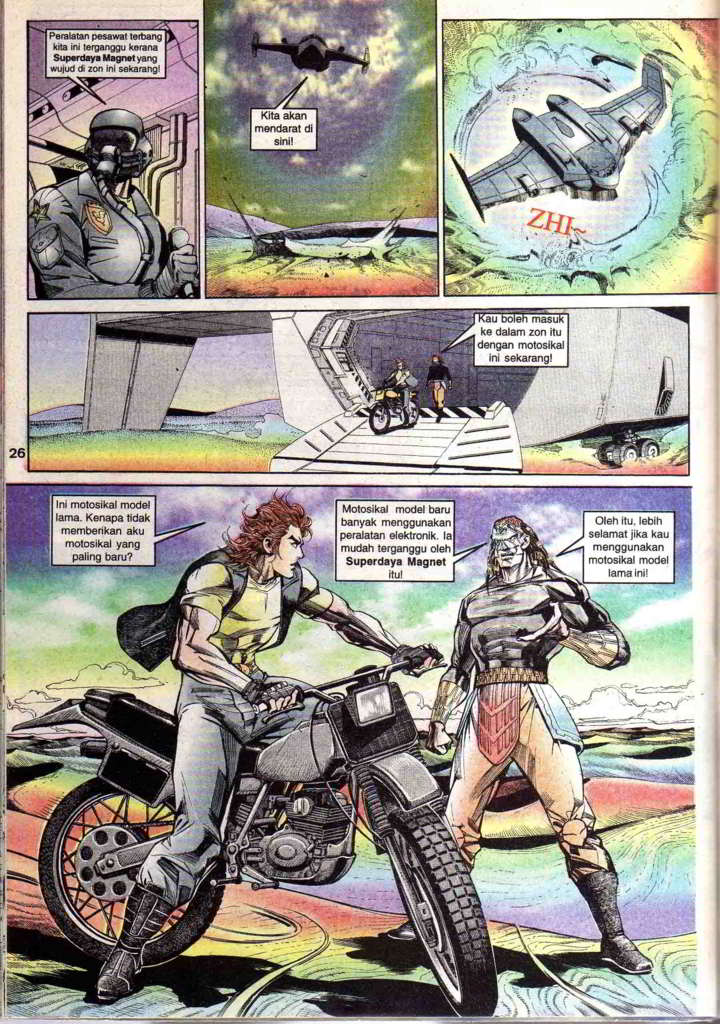 Peralatan pesawat terbang
kita ini terganggu kerana
Superdaya Magnet yang
wujud di zon ini sekarang!
Kita akan
mendarat di
sini!
ZHI~
Kau boleh masuk
ke dalam zon itu
dengan motosikal
ini sekarang!
26
Ini motosikal model
lama. Kenapa tidak
memberikan aku
motosikal yang
paling baru?
Motosikal model baru
banyak menggunakan
peralatan elektronik. Ia
mudah terganggu oleh
Superdaya Magnet
itu!
Oleh itu, lebih
selamat jika kau
menggunakan
motosikal model
lama ini!